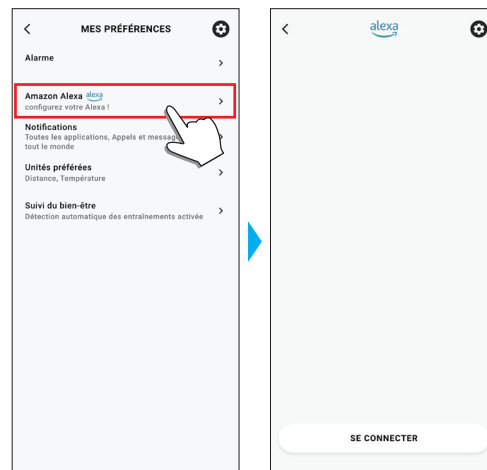 MES PRÉFÉRENCES
Alarme
Amazon Alexa alexa
configurez votre Alexa !
Notifications
Toutes les applications, Appels et messag
tout le monde
Unités préférées
Distance, Température
Suivi du bien-être
Détection automatique des entraînements activée
alexa
SE CONNECTER